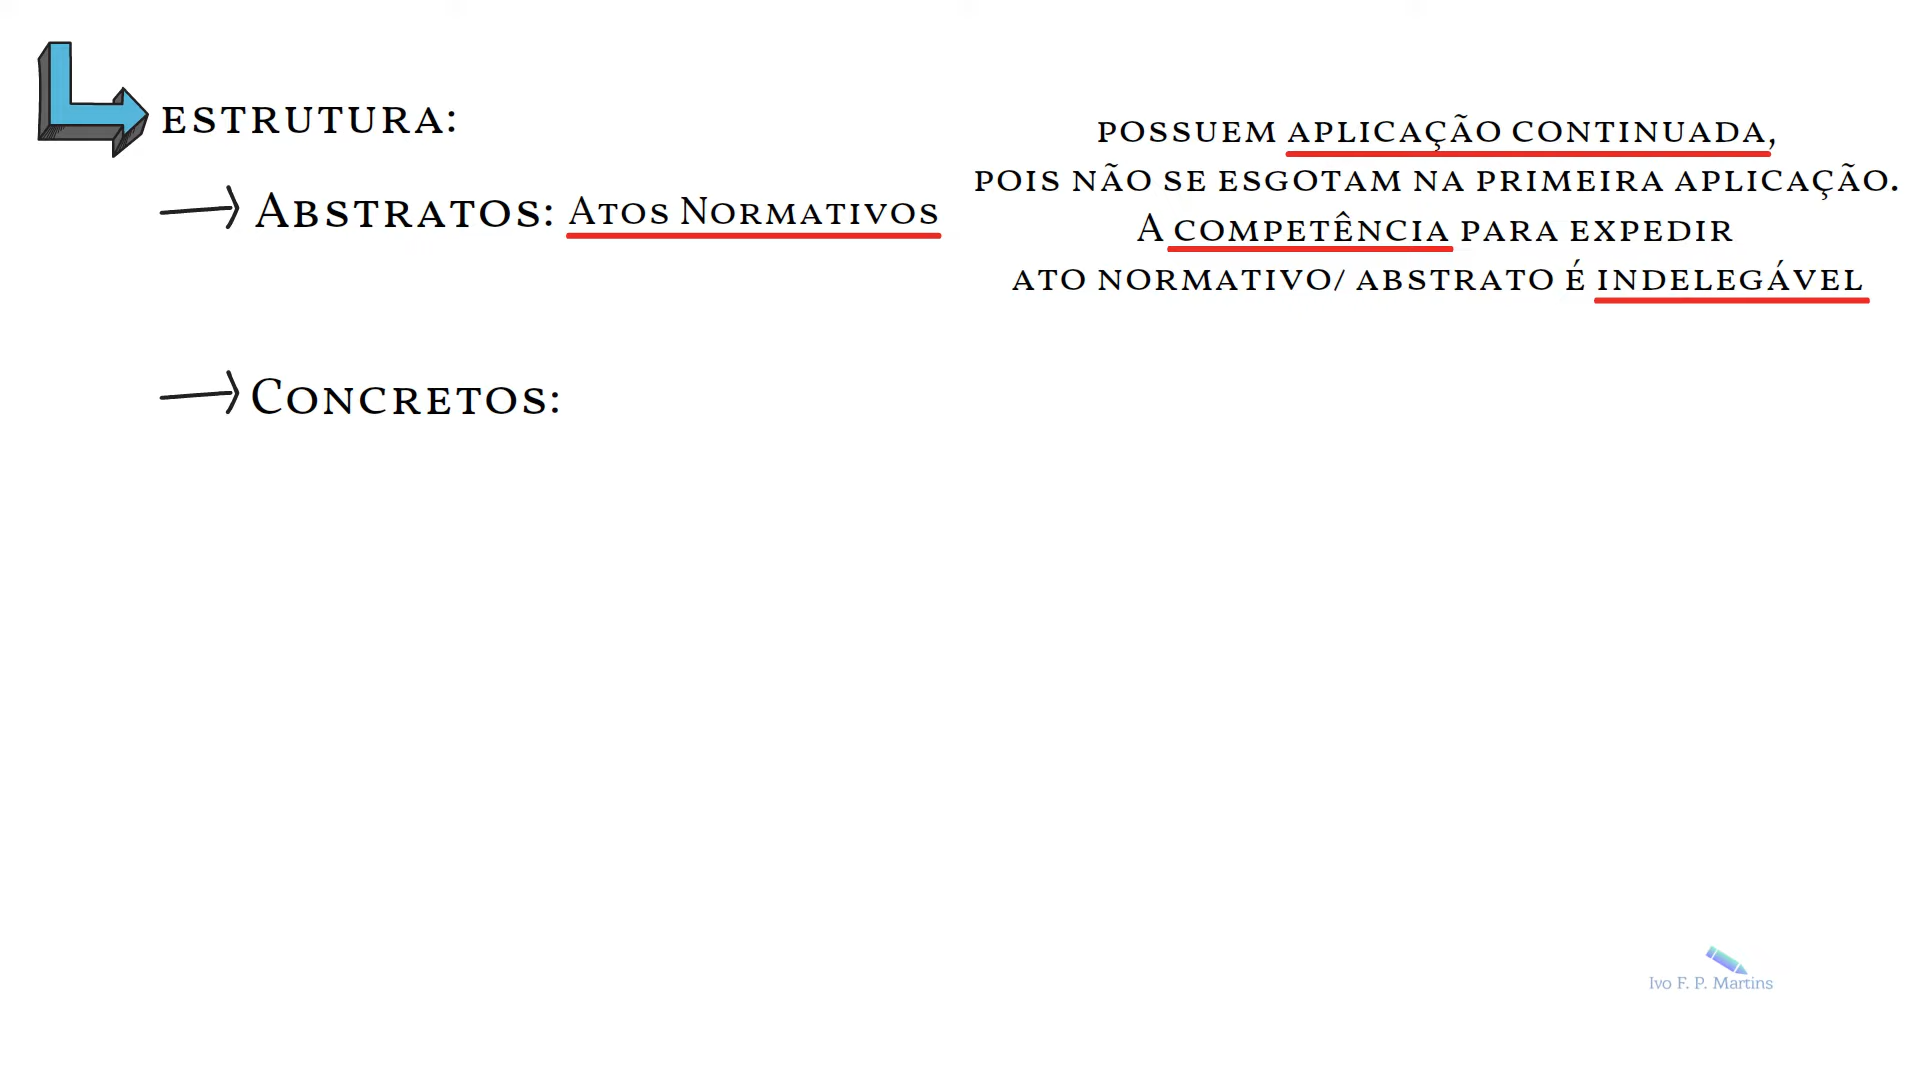 ESTRUTURA:
ABSTRATOS: ATOS NORMATIVOS
POSSUEM APLICAÇÃO CONTINUADA,
POIS NÃO SE ESGOTAM NA PRIMEIRA APLICAÇÃO.
A COMPETÊNCIA PARA EXPEDIR
ATO NORMATIVO/ ABSTRATO É INDELEGÁVEL
CONCRETOS:
Ivo F. P. Martins